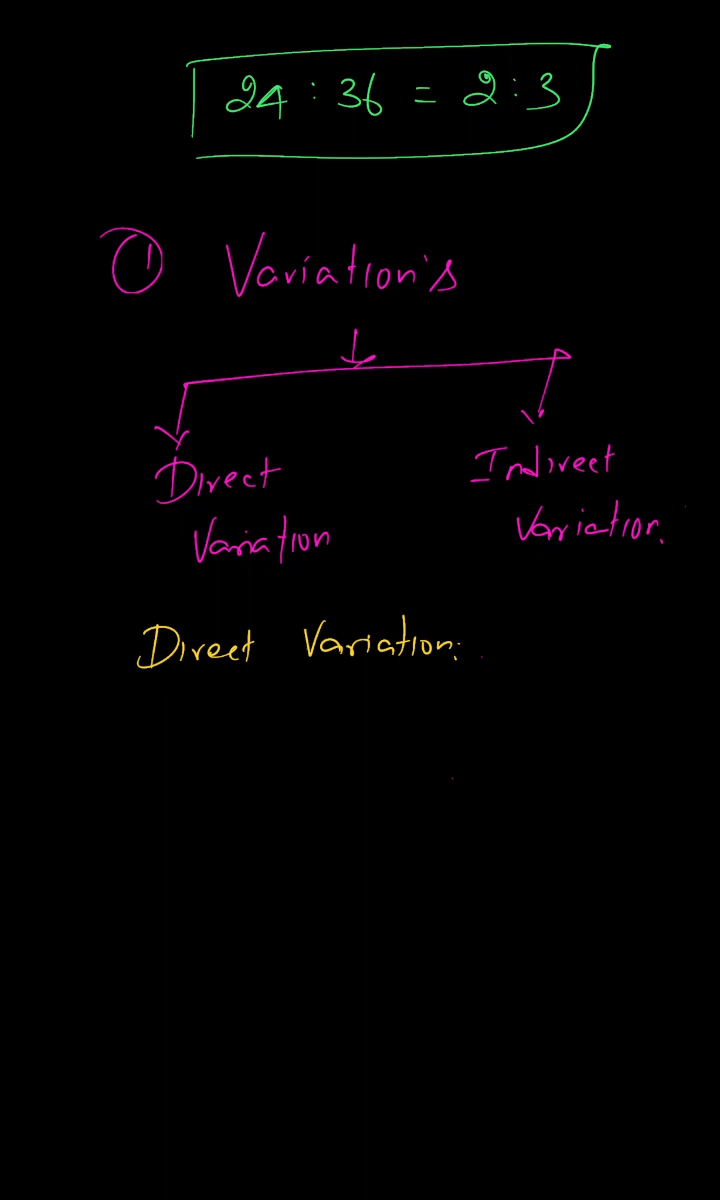 24 : 36 = 2 : 3
① Variation's
Direct
Variation
Indirect
Variation.
Direct Variation: